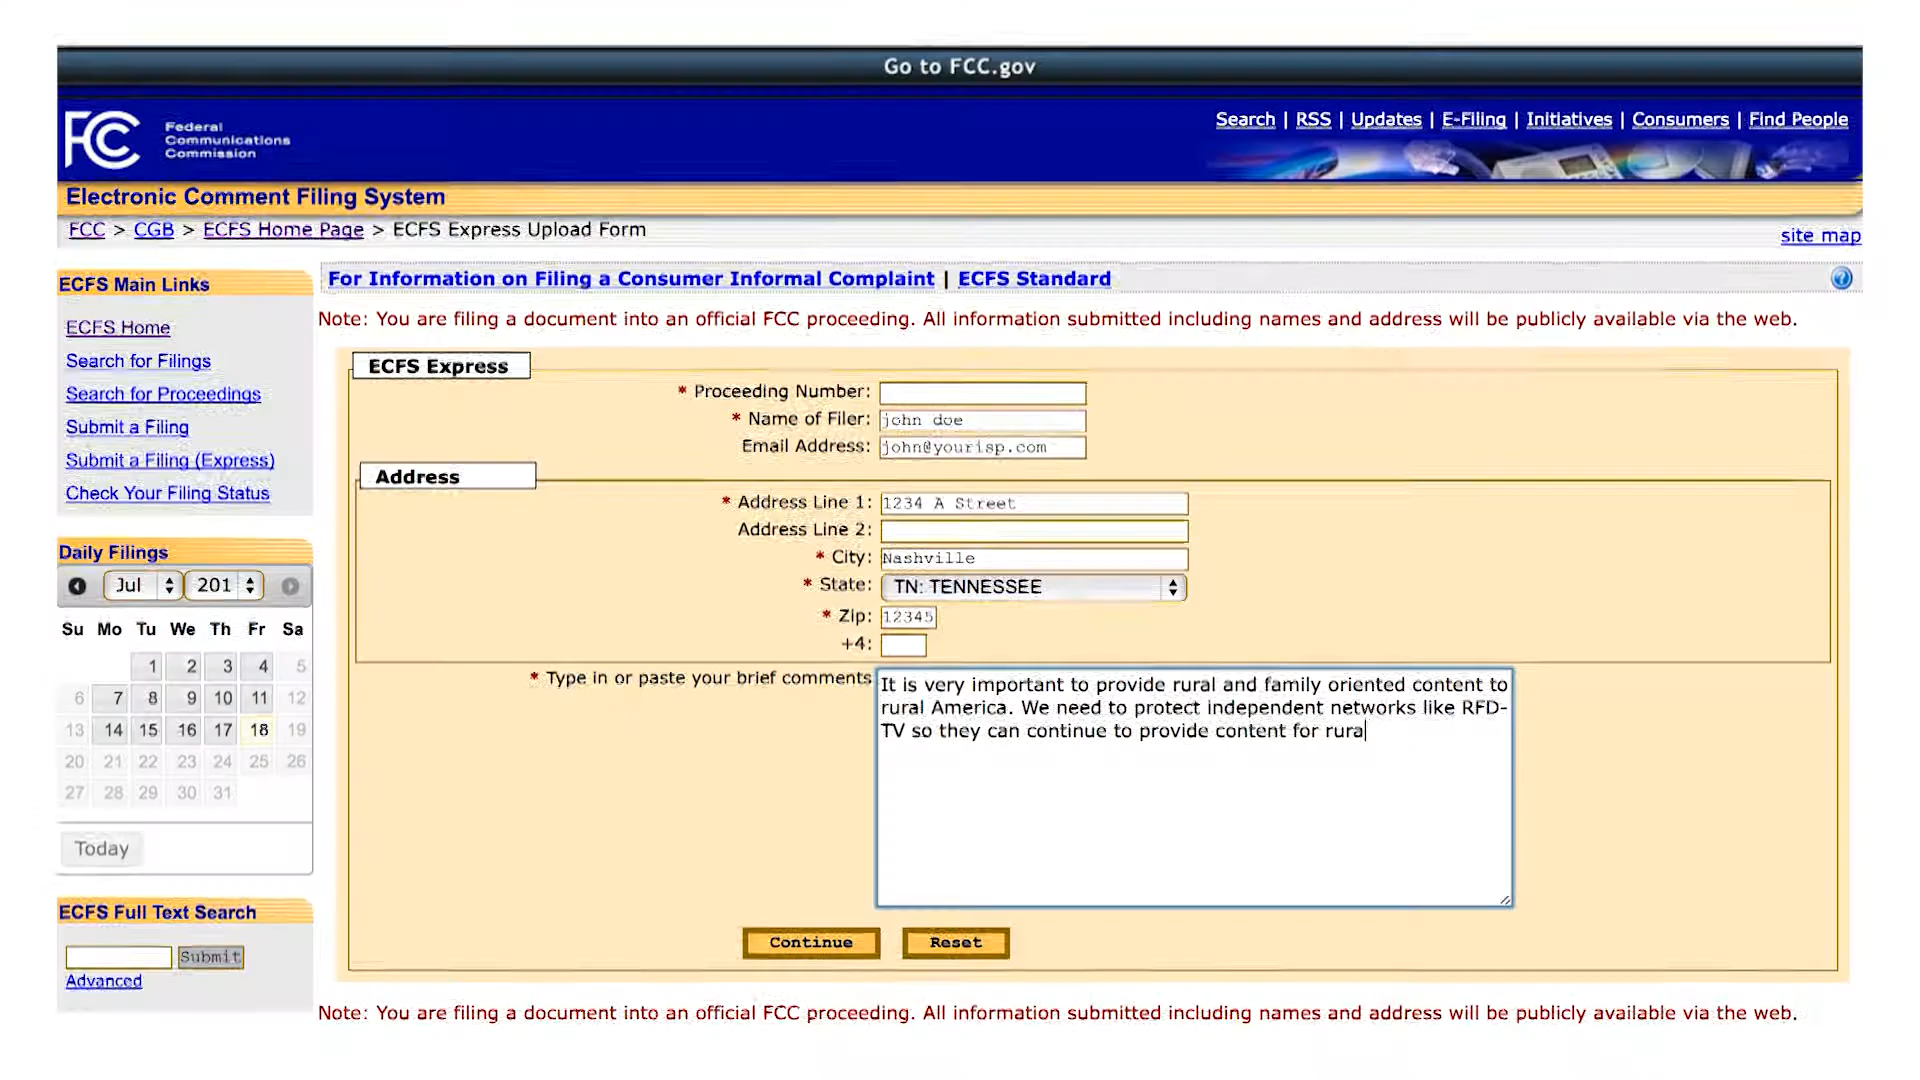 Go to FCC.gov
FCC
Federal
Communications
Commission
Search | RSS | Updates | E-Filing | Initiatives | Consumers | Find People
Electronic Comment Filing System
FCC > CGB > ECFS Home Page > ECFS Express Upload Form
site map
ECFS Main Links
ECFS Home
Search for Filings
Search for Proceedings
Submit a Filing
Submit a Filing (Express)
Check Your Filing Status
Daily Filings
Jul 201
Su Mo Tu We Th Fr Sa
1 2 3 4 5
6 7 8 9 10 11 12
13 14 15 16 17 18 19
20 21 22 23 24 25 26
27 28 29 30 31
Today
ECFS Full Text Search
Submit
Advanced
For Information on Filing a Consumer Informal Complaint | ECFS Standard
?
Note: You are filing a document into an official FCC proceeding. All information submitted including names and address will be publicly available via the web.
ECFS Express
* Proceeding Number:
* Name of Filer: john doe
Email Address: john@yourisp.com
Address
* Address Line 1: 1234 A Street
Address Line 2:
* City: Nashville
* State: TN: TENNESSEE
* Zip: 12345
+4:
* Type in or paste your brief comments
It is very important to provide rural and family oriented content to
rural America. We need to protect independent networks like RFD-
TV so they can continue to provide content for rura
Continue Reset
Note: You are filing a document into an official FCC proceeding. All information submitted including names and address will be publicly available via the web.